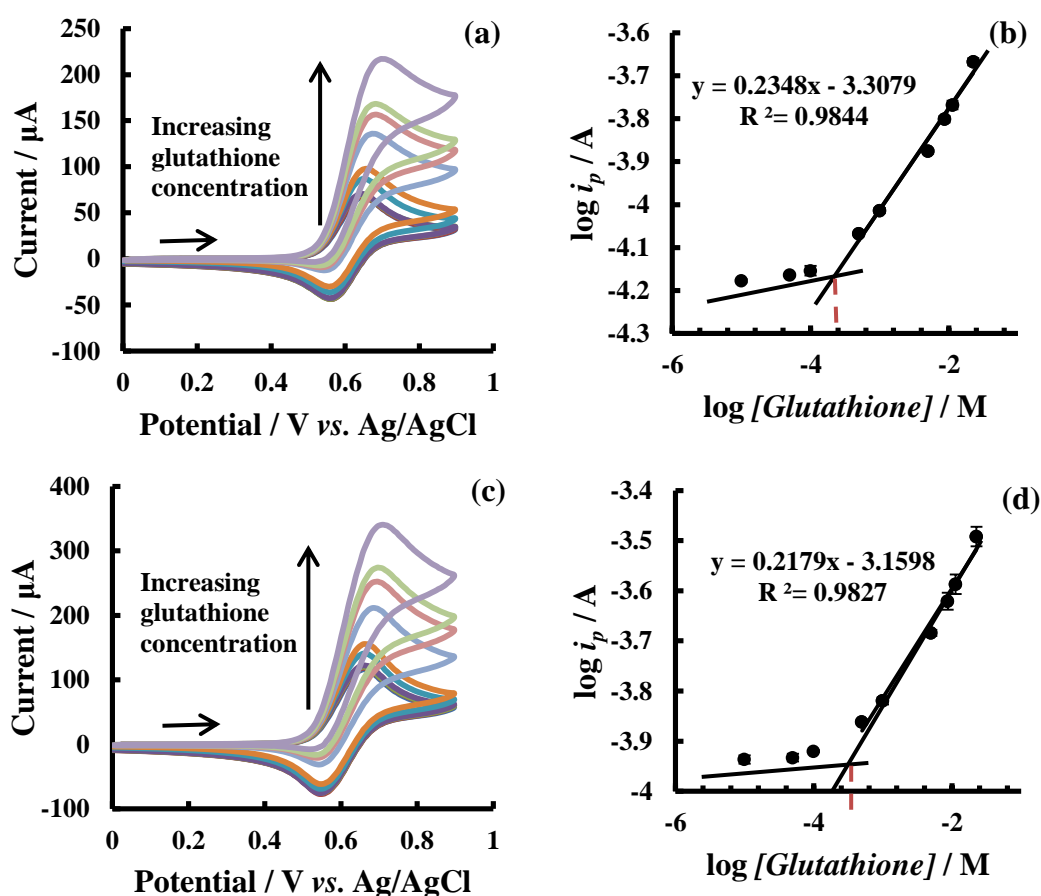 (a)
250
200
150
100
50
0
-50
-100
Current / µA
Increasing
glutathione
concentration
0 0.2 0.4 0.6 0.8 1
Potential / V vs. Ag/AgCl
(b)
-3.6
-3.7
-3.8
-3.9
-4
-4.1
-4.2
-4.3
log ip / A
y = 0.2348x - 3.3079
R ²= 0.9844
-6 -4 -2
log [Glutathione] / M
(c)
400
300
200
100
0
-100
Current / µA
Increasing
glutathione
concentration
0 0.2 0.4 0.6 0.8 1
Potential / V vs. Ag/AgCl
(d)
-3.4
-3.5
-3.6
-3.7
-3.8
-3.9
-4
log ip / A
y = 0.2179x - 3.1598
R ²= 0.9827
-6 -4 -2
log [Glutathione] / M